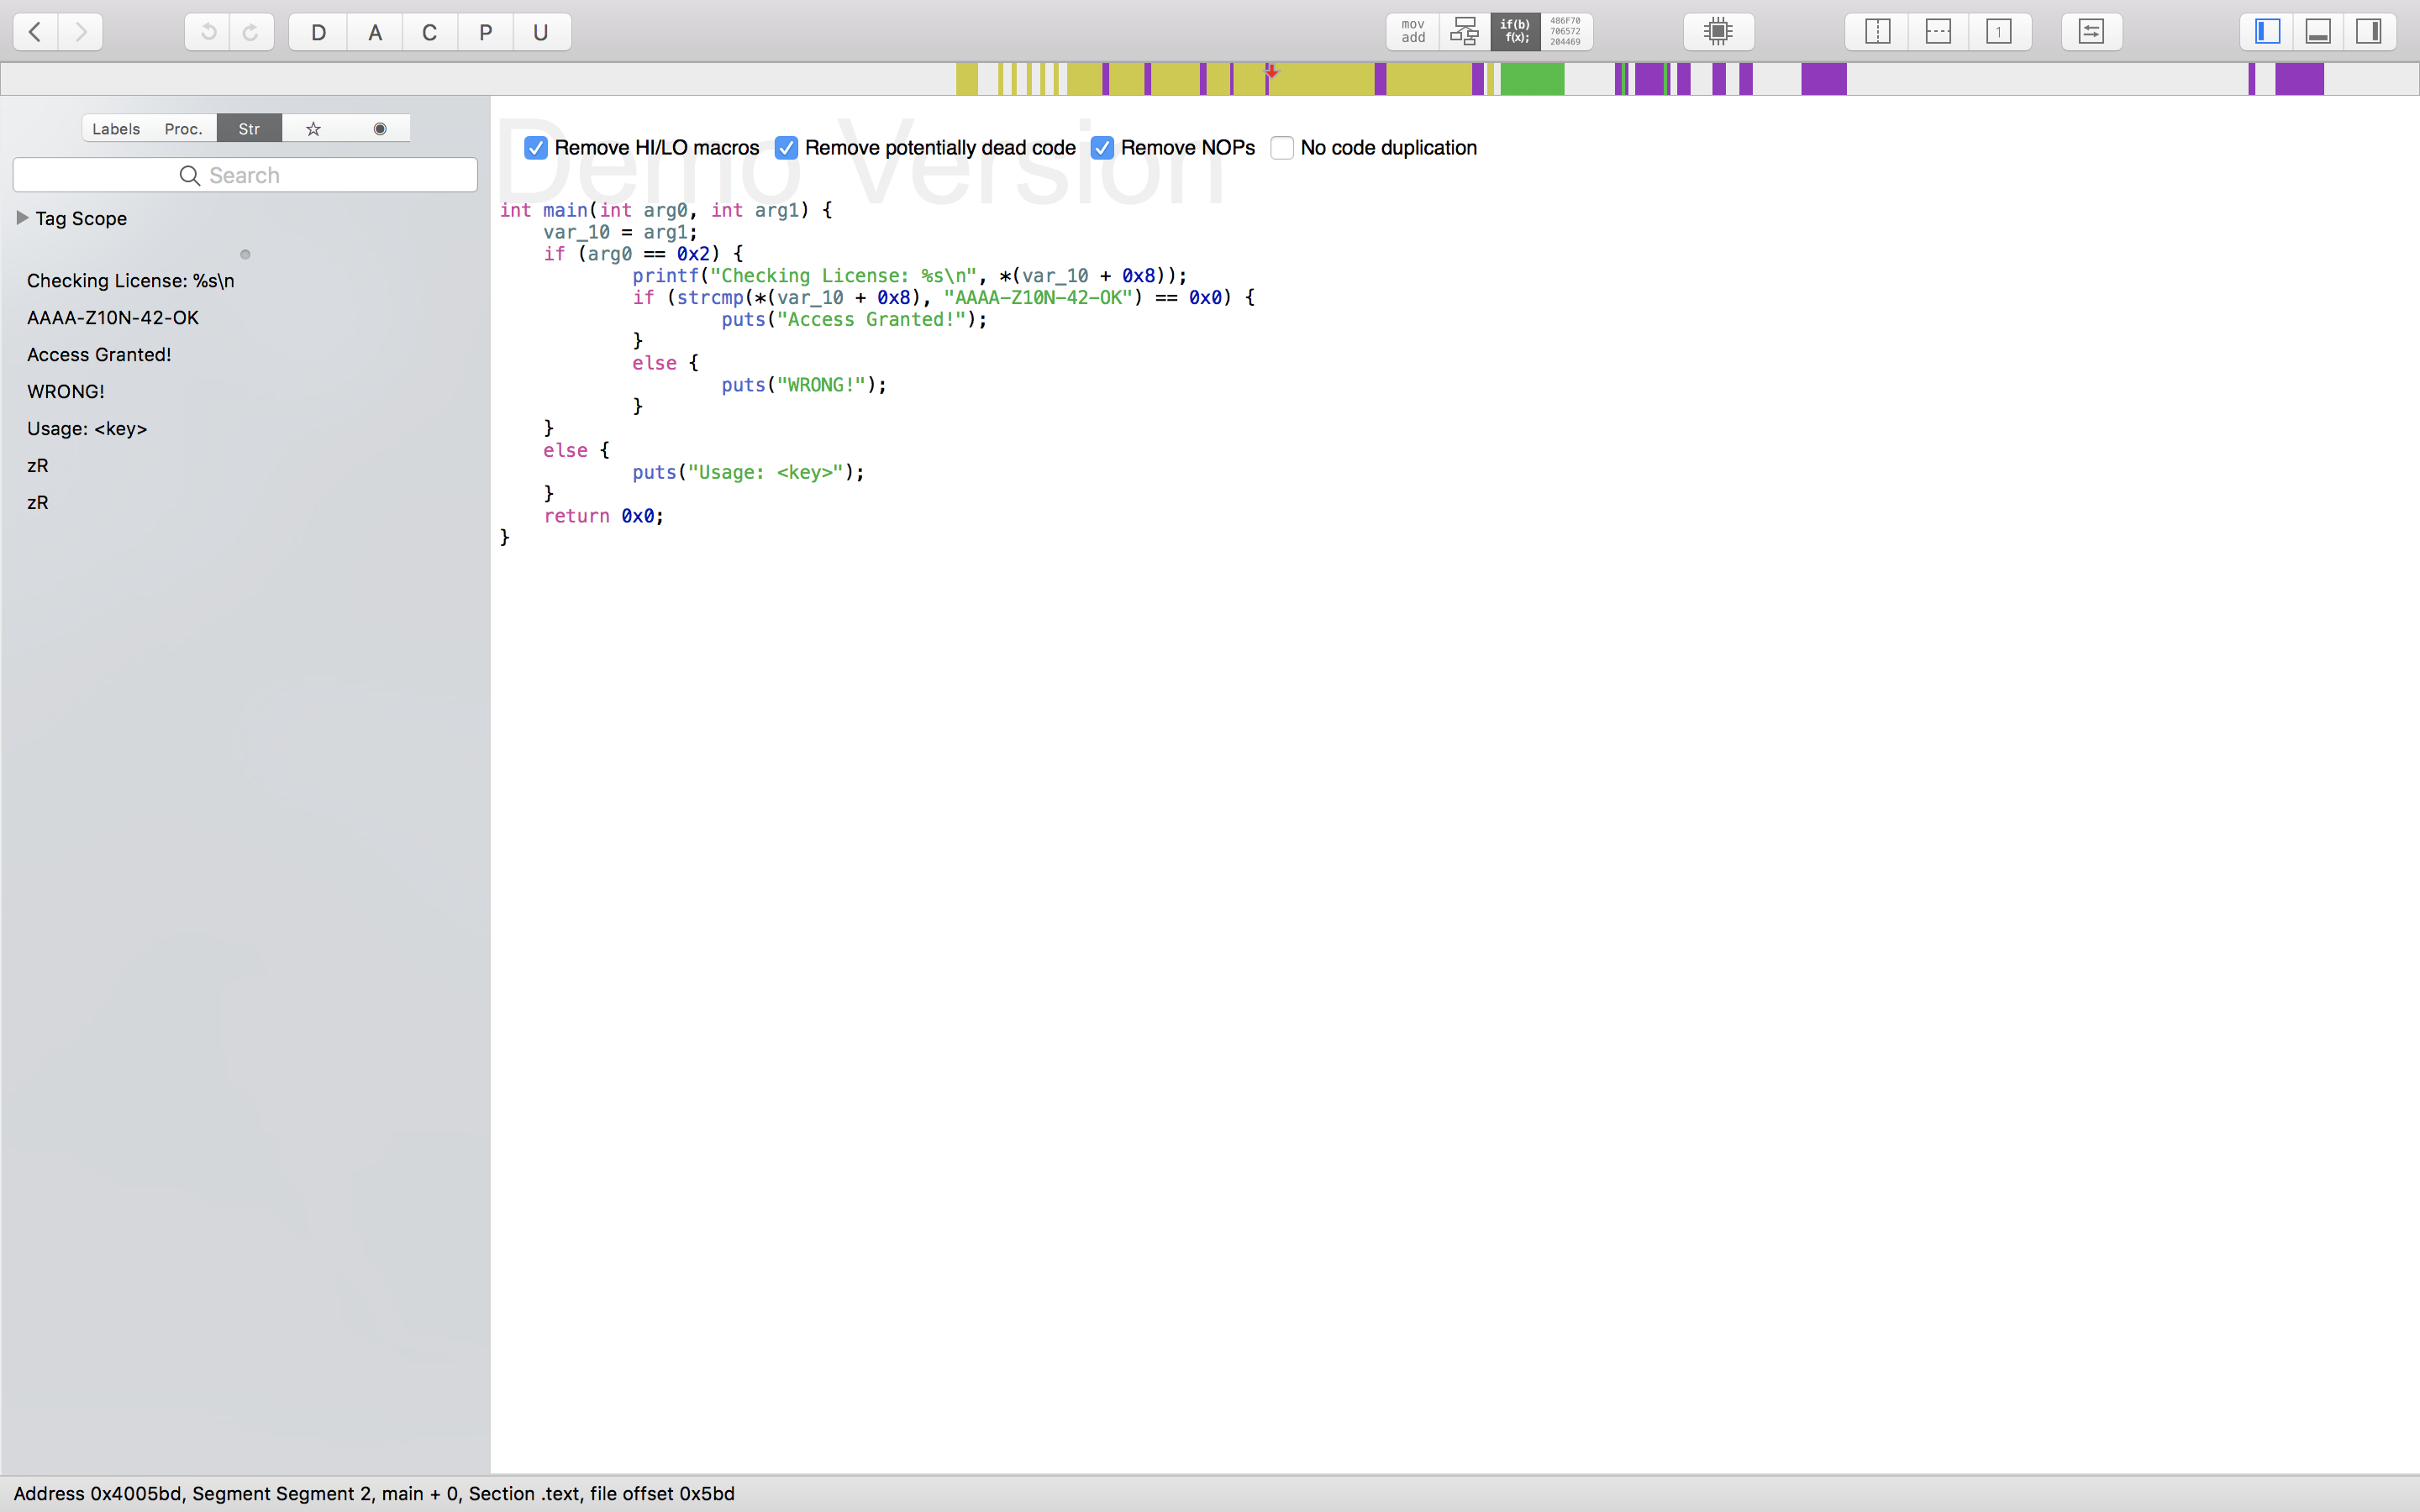 D A C P U
mov
add
if(b)
f(x);
486F70
706572
204469
1
Labels Proc. Str
Search
Tag Scope
Checking License: %s\n
AAAA-Z10N-42-OK
Access Granted!
WRONG!
Usage: <key>
zR
zR
Demo Version
Remove HI/LO macros Remove potentially dead code Remove NOPs No code duplication
int main(int arg0, int arg1) {
    var_10 = arg1;
    if (arg0 == 0x2) {
            printf("Checking License: %s\n", *(var_10 + 0x8));
            if (strcmp(*(var_10 + 0x8), "AAAA-Z10N-42-OK") == 0x0) {
                    puts("Access Granted!");
            }
            else {
                    puts("WRONG!");
            }
    }
    else {
            puts("Usage: <key>");
    }
    return 0x0;
}
Address 0x4005bd, Segment Segment 2, main + 0, Section .text, file offset 0x5bd